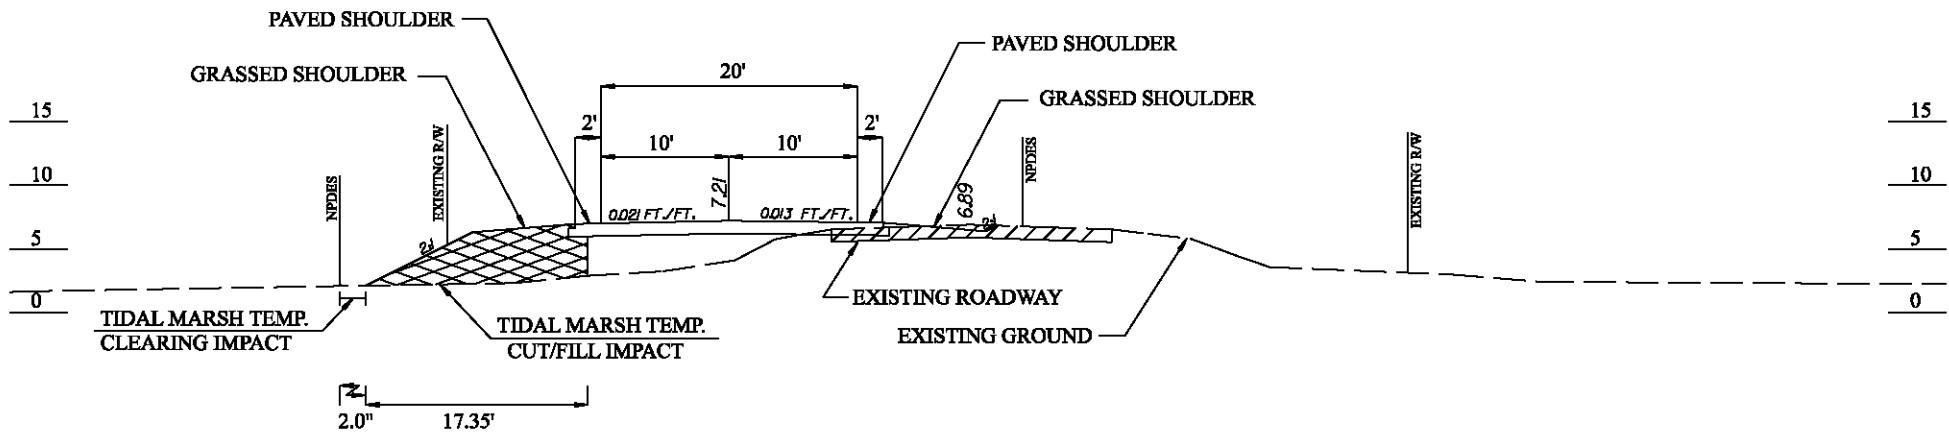 PAVED SHOULDER
PAVED SHOULDER
GRASSED SHOULDER
20'
GRASSED SHOULDER
15
15
2'
2'
EXISTING R/W
10'
10'
NPDES
EXISTING R/W
10
10
NPDES
7.21
6.89
0.021 FT./FT.
0.013 FT./FT.
2:1
2:1
5
5
0
EXISTING ROADWAY
0
TIDAL MARSH TEMP.
CLEARING IMPACT
TIDAL MARSH TEMP.
CUT/FILL IMPACT
EXISTING GROUND
2.0"
17.35'